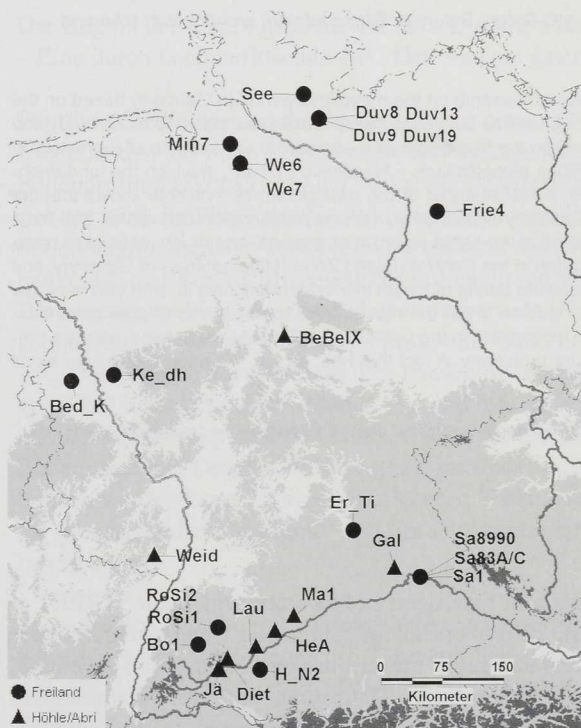 See
Duv8 Duv13
Duv9 Duv19
Min7
We6
We7
Frie4
BeBeIX
Ke_dh
Bed_K
Er_Ti
Gal
Sa8990
Sa83A/C
Sa1
Weid
RoSi2
RoSi1
Lau
Ma1
Bo1
HeA
H_N2
Jä
Diet
0 75 150
Kilometer
Freiland
Höhle/Abri